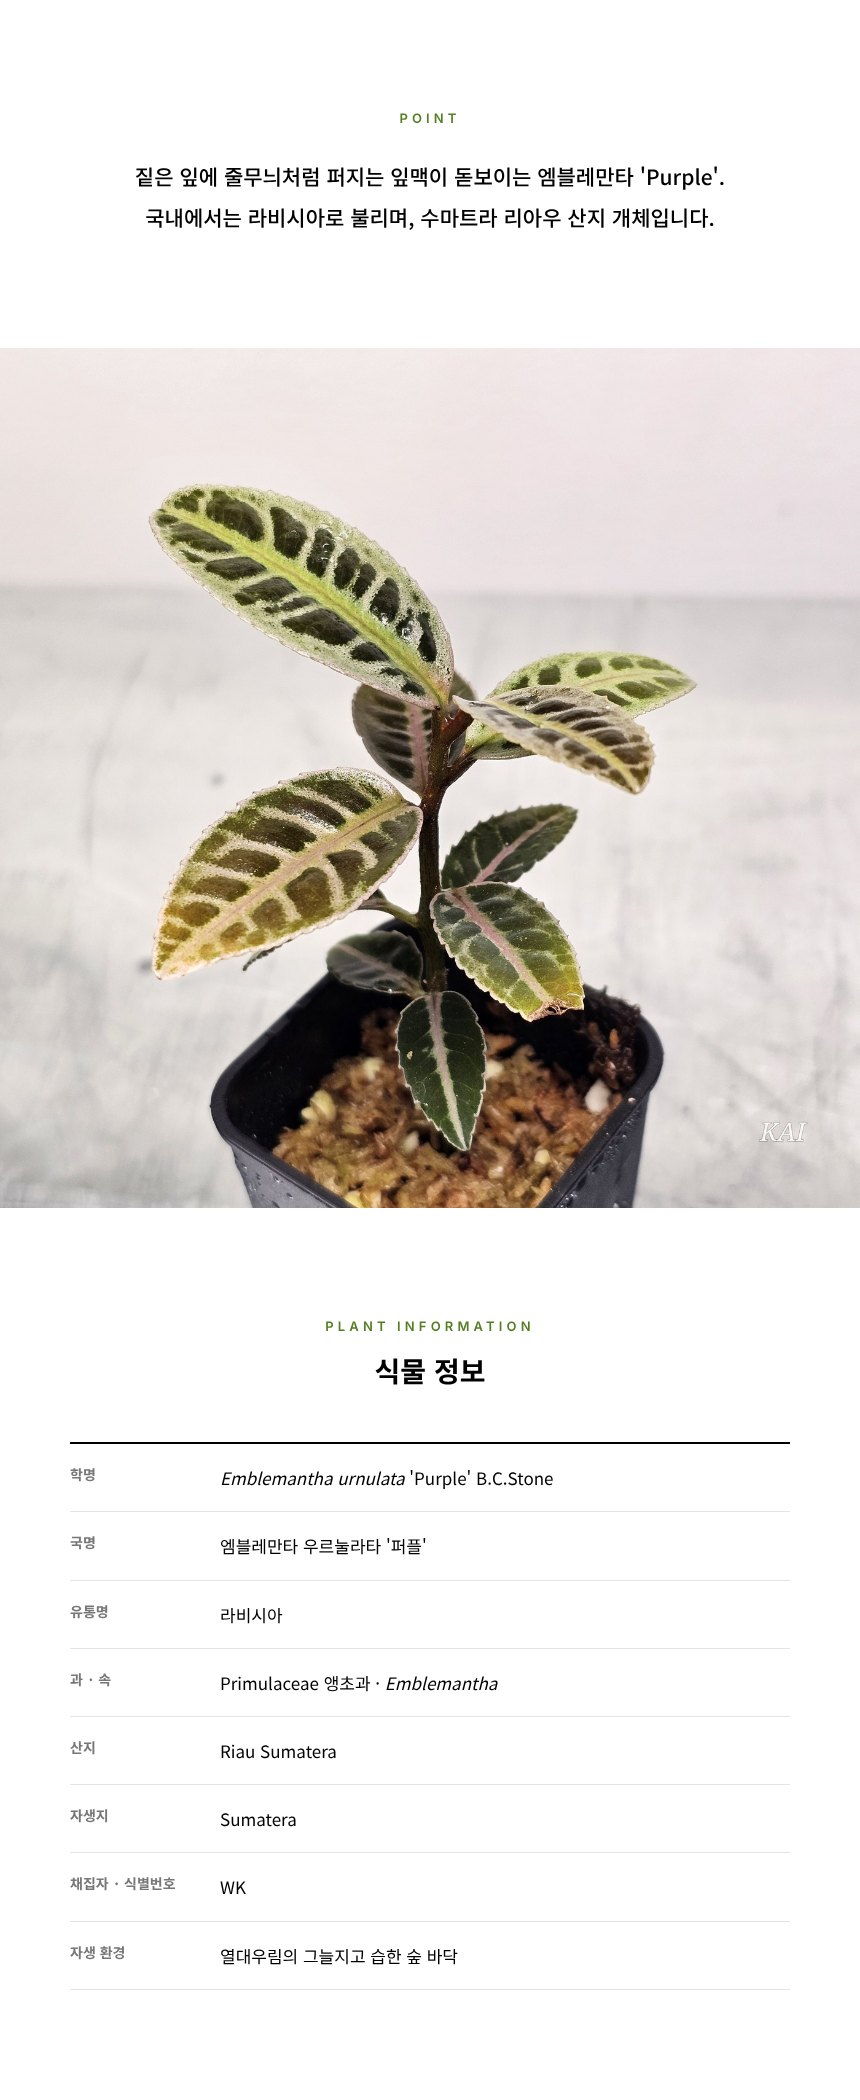 POINT
짙은 잎에 줄무늬처럼 퍼지는 잎맥이 돋보이는 엠블레만타 'Purple'.
국내에서는 라비시아로 불리며, 수마트라 리아우 산지 개체입니다.
KAI
PLANT INFORMATION
식물 정보
학명 Emblemantha urnulata 'Purple' B.C.Stone
국명 엠블레만타 우르눌라타 '퍼플'
유통명 라비시아
과 · 속 Primulaceae 앵초과 · Emblemantha
산지 Riau Sumatera
자생지 Sumatera
채집자 · 식별번호 WK
자생 환경 열대우림의 그늘지고 습한 숲 바닥